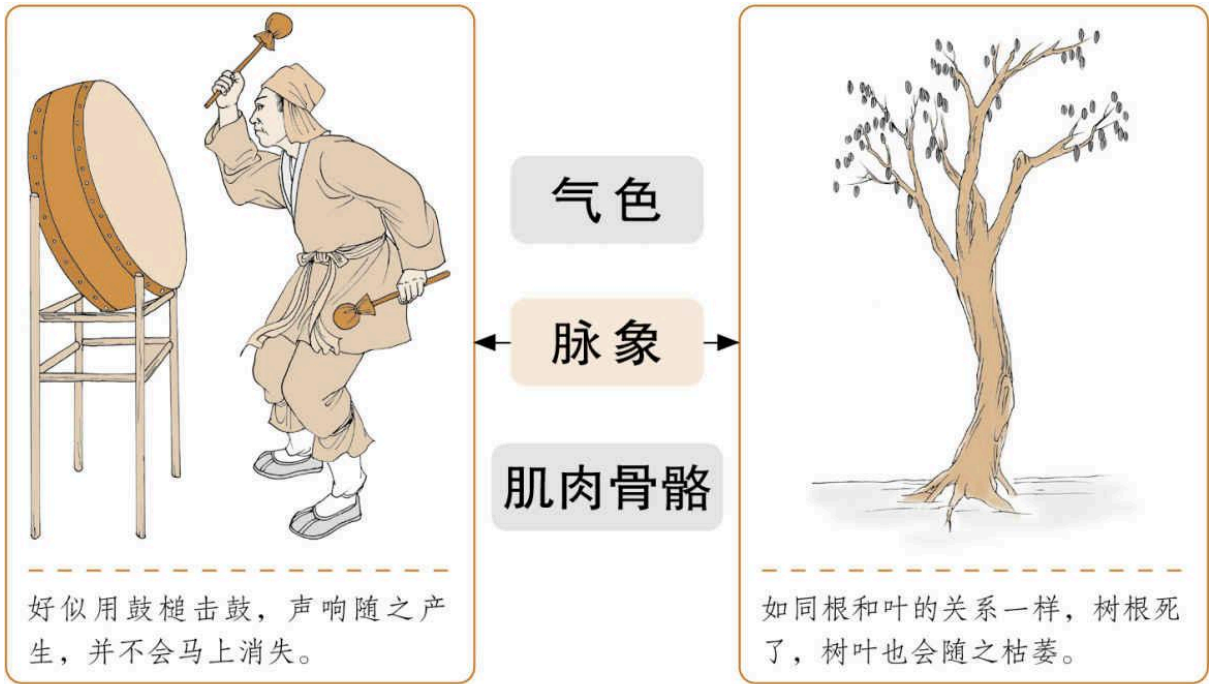 气色
脉象
肌肉骨骼
好似用鼓槌击鼓，声响随之产
生，并不会马上消失。
如同根和叶的关系一样，树根死
了，树叶也会随之枯萎。